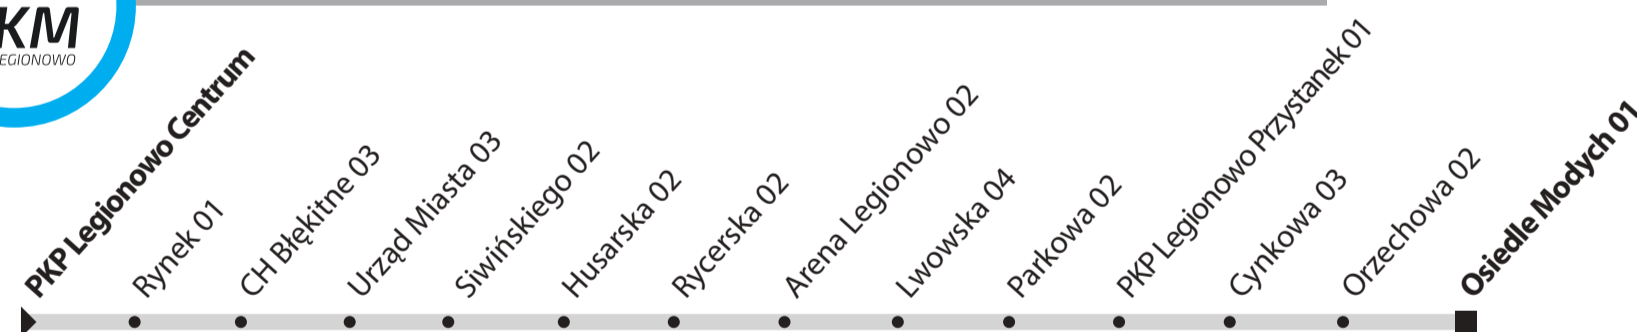 KM
EGIONOWO
PKP Legionowo Centrum
Rynek 01
CH Błękitne 03
Urząd Miasta 03
Siwińskiego 02
Husarska 02
Rycerska 02
Arena Legionowo 02
Lwowska 04
Parkowa 02
PKP Legionowo Przystanek 01
Cynkowa 03
Orzechowa 02
Osiedle Modych 01